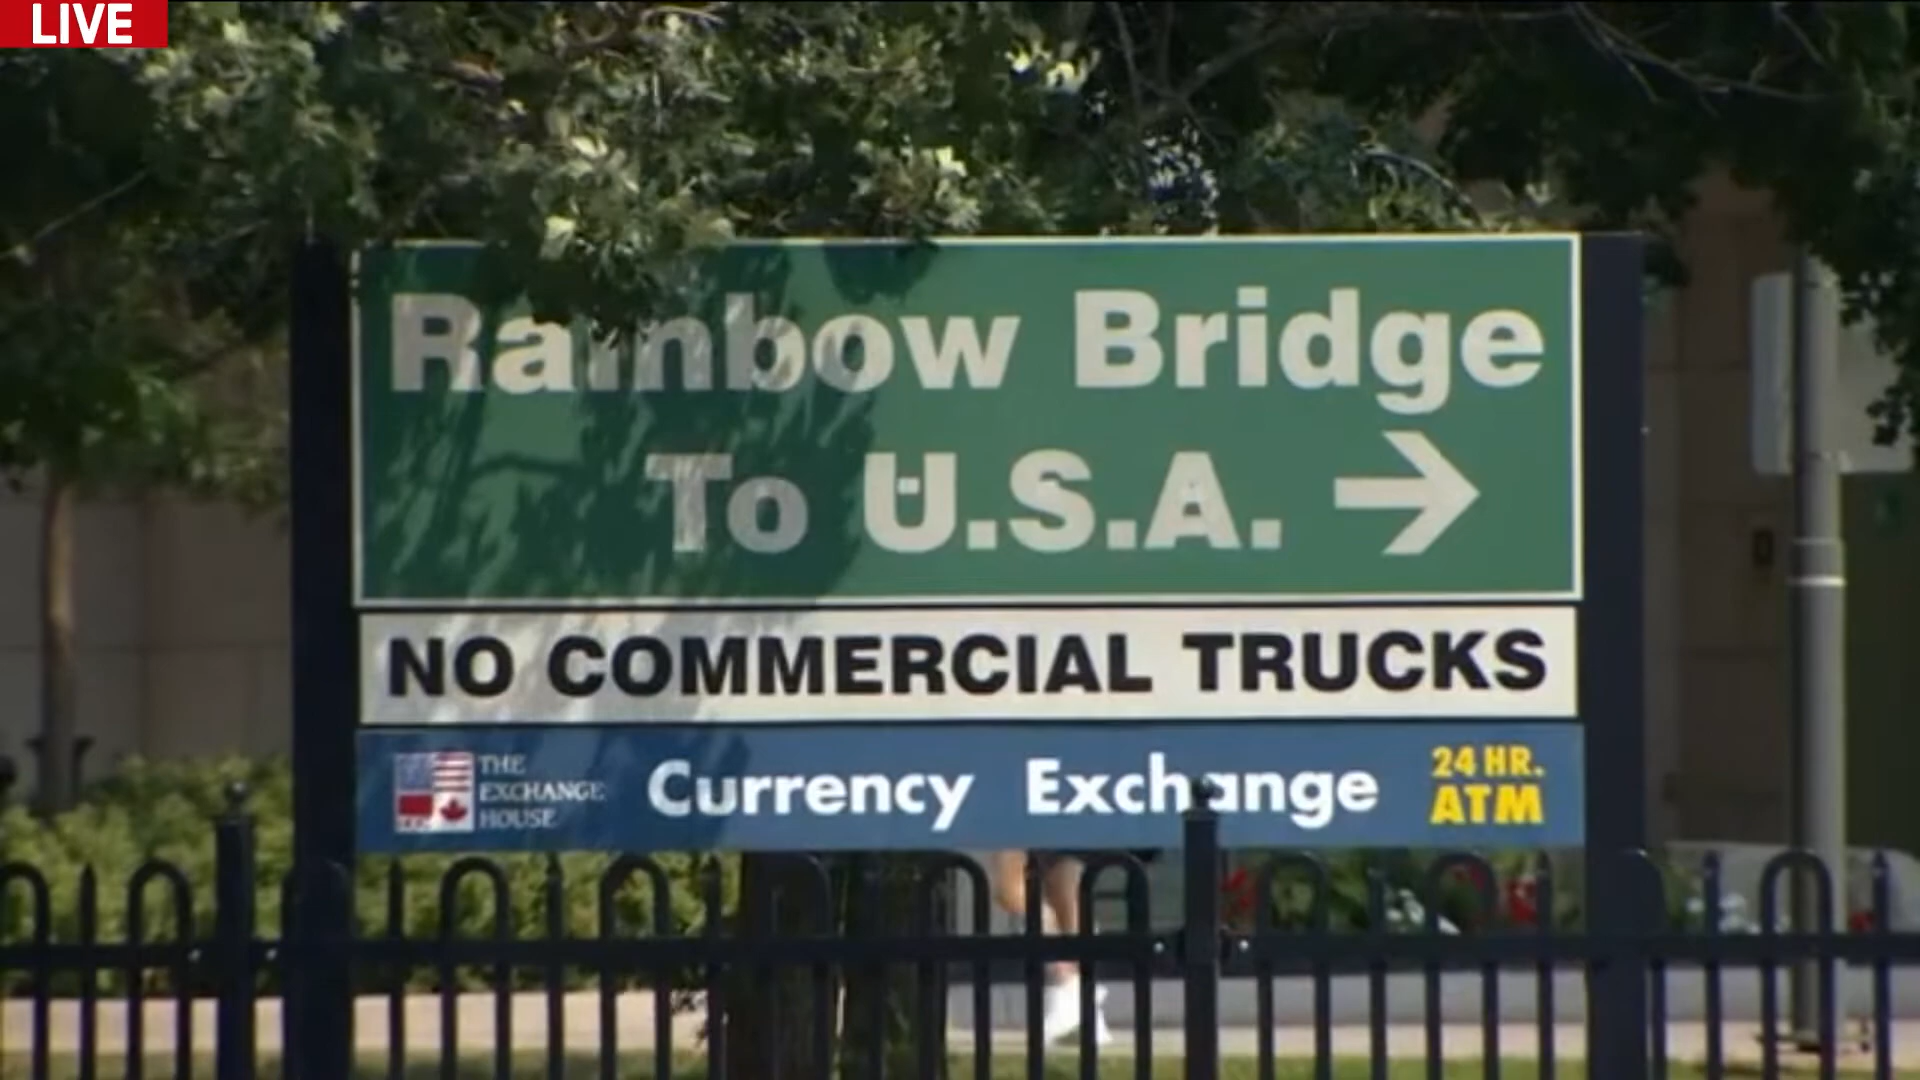 LIVE
Rainbow Bridge
To U.S.A. →
NO COMMERCIAL TRUCKS
THE
EXCHANGE
HOUSE
Currency Exchange
24 HR.
ATM